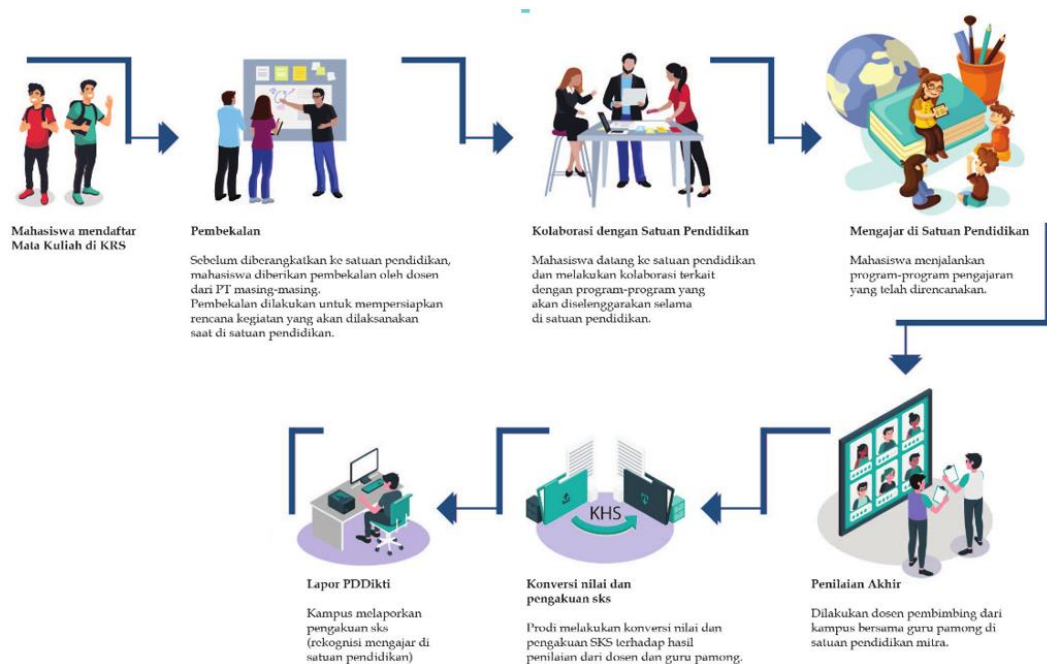 Mahasiswa mendaftar
Mata Kuliah di KRS
Pembekalan
Sebelum diberangkatkan ke satuan pendidikan,
mahasiswa diberikan pembekalan oleh dosen
dari PT masing-masing.
Pembekalan dilakukan untuk mempersiapkan
rencana kegiatan yang akan dilaksanakan
saat di satuan pendidikan.
Kolaborasi dengan Satuan Pendidikan
Mahasiswa datang ke satuan pendidikan
dan melakukan kolaborasi terkait
dengan program-program yang
akan diselenggarakan selama
di satuan pendidikan.
Mengajar di Satuan Pendidikan
Mahasiswa menjalankan
program-program pengajaran
yang telah direncanakan.
Penilaian Akhir
Dilakukan dosen pembimbing dari
kampus bersama guru pamong di
satuan pendidikan mitra.
KHS
Konversi nilai dan
pengakuan sks
Prodi melakukan konversi nilai dan
pengakuan SKS terhadap hasil
penilaian dari dosen dan guru pamong.
Lapor PDDikti
Kampus melaporkan
pengakuan sks
(rekognisi mengajar di
satuan pendidikan)